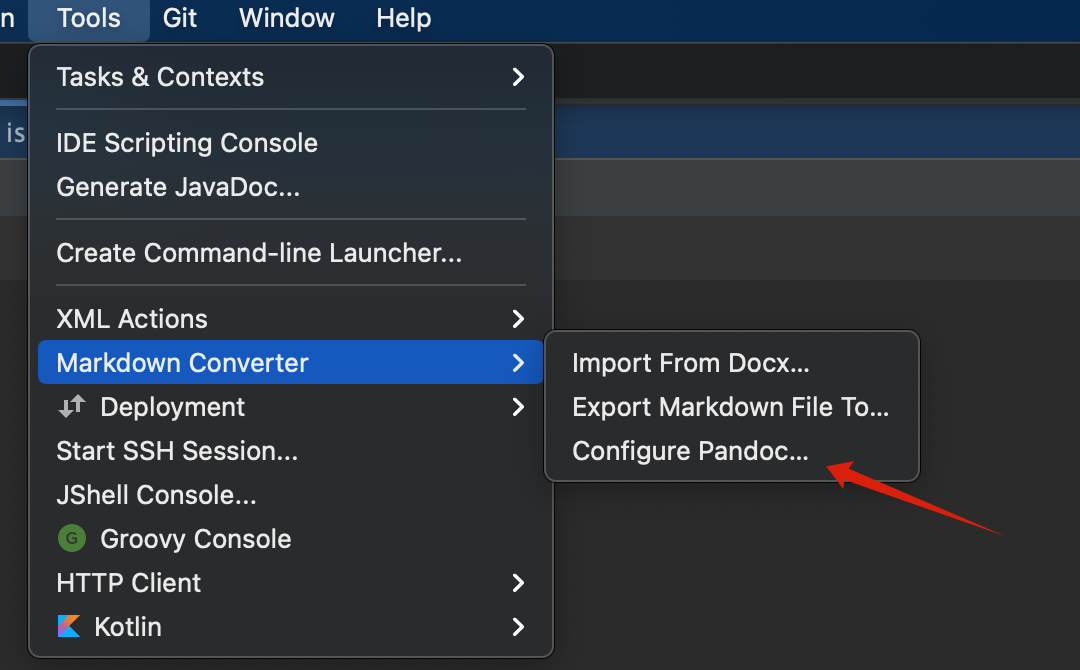 n Tools Git Window Help
Tasks & Contexts
is
IDE Scripting Console
Generate JavaDoc...
Create Command-line Launcher...
XML Actions
Markdown Converter
Import From Docx...
Export Markdown File To...
Configure Pandoc...
Deployment
Start SSH Session...
JShell Console...
G Groovy Console
HTTP Client
Kotlin